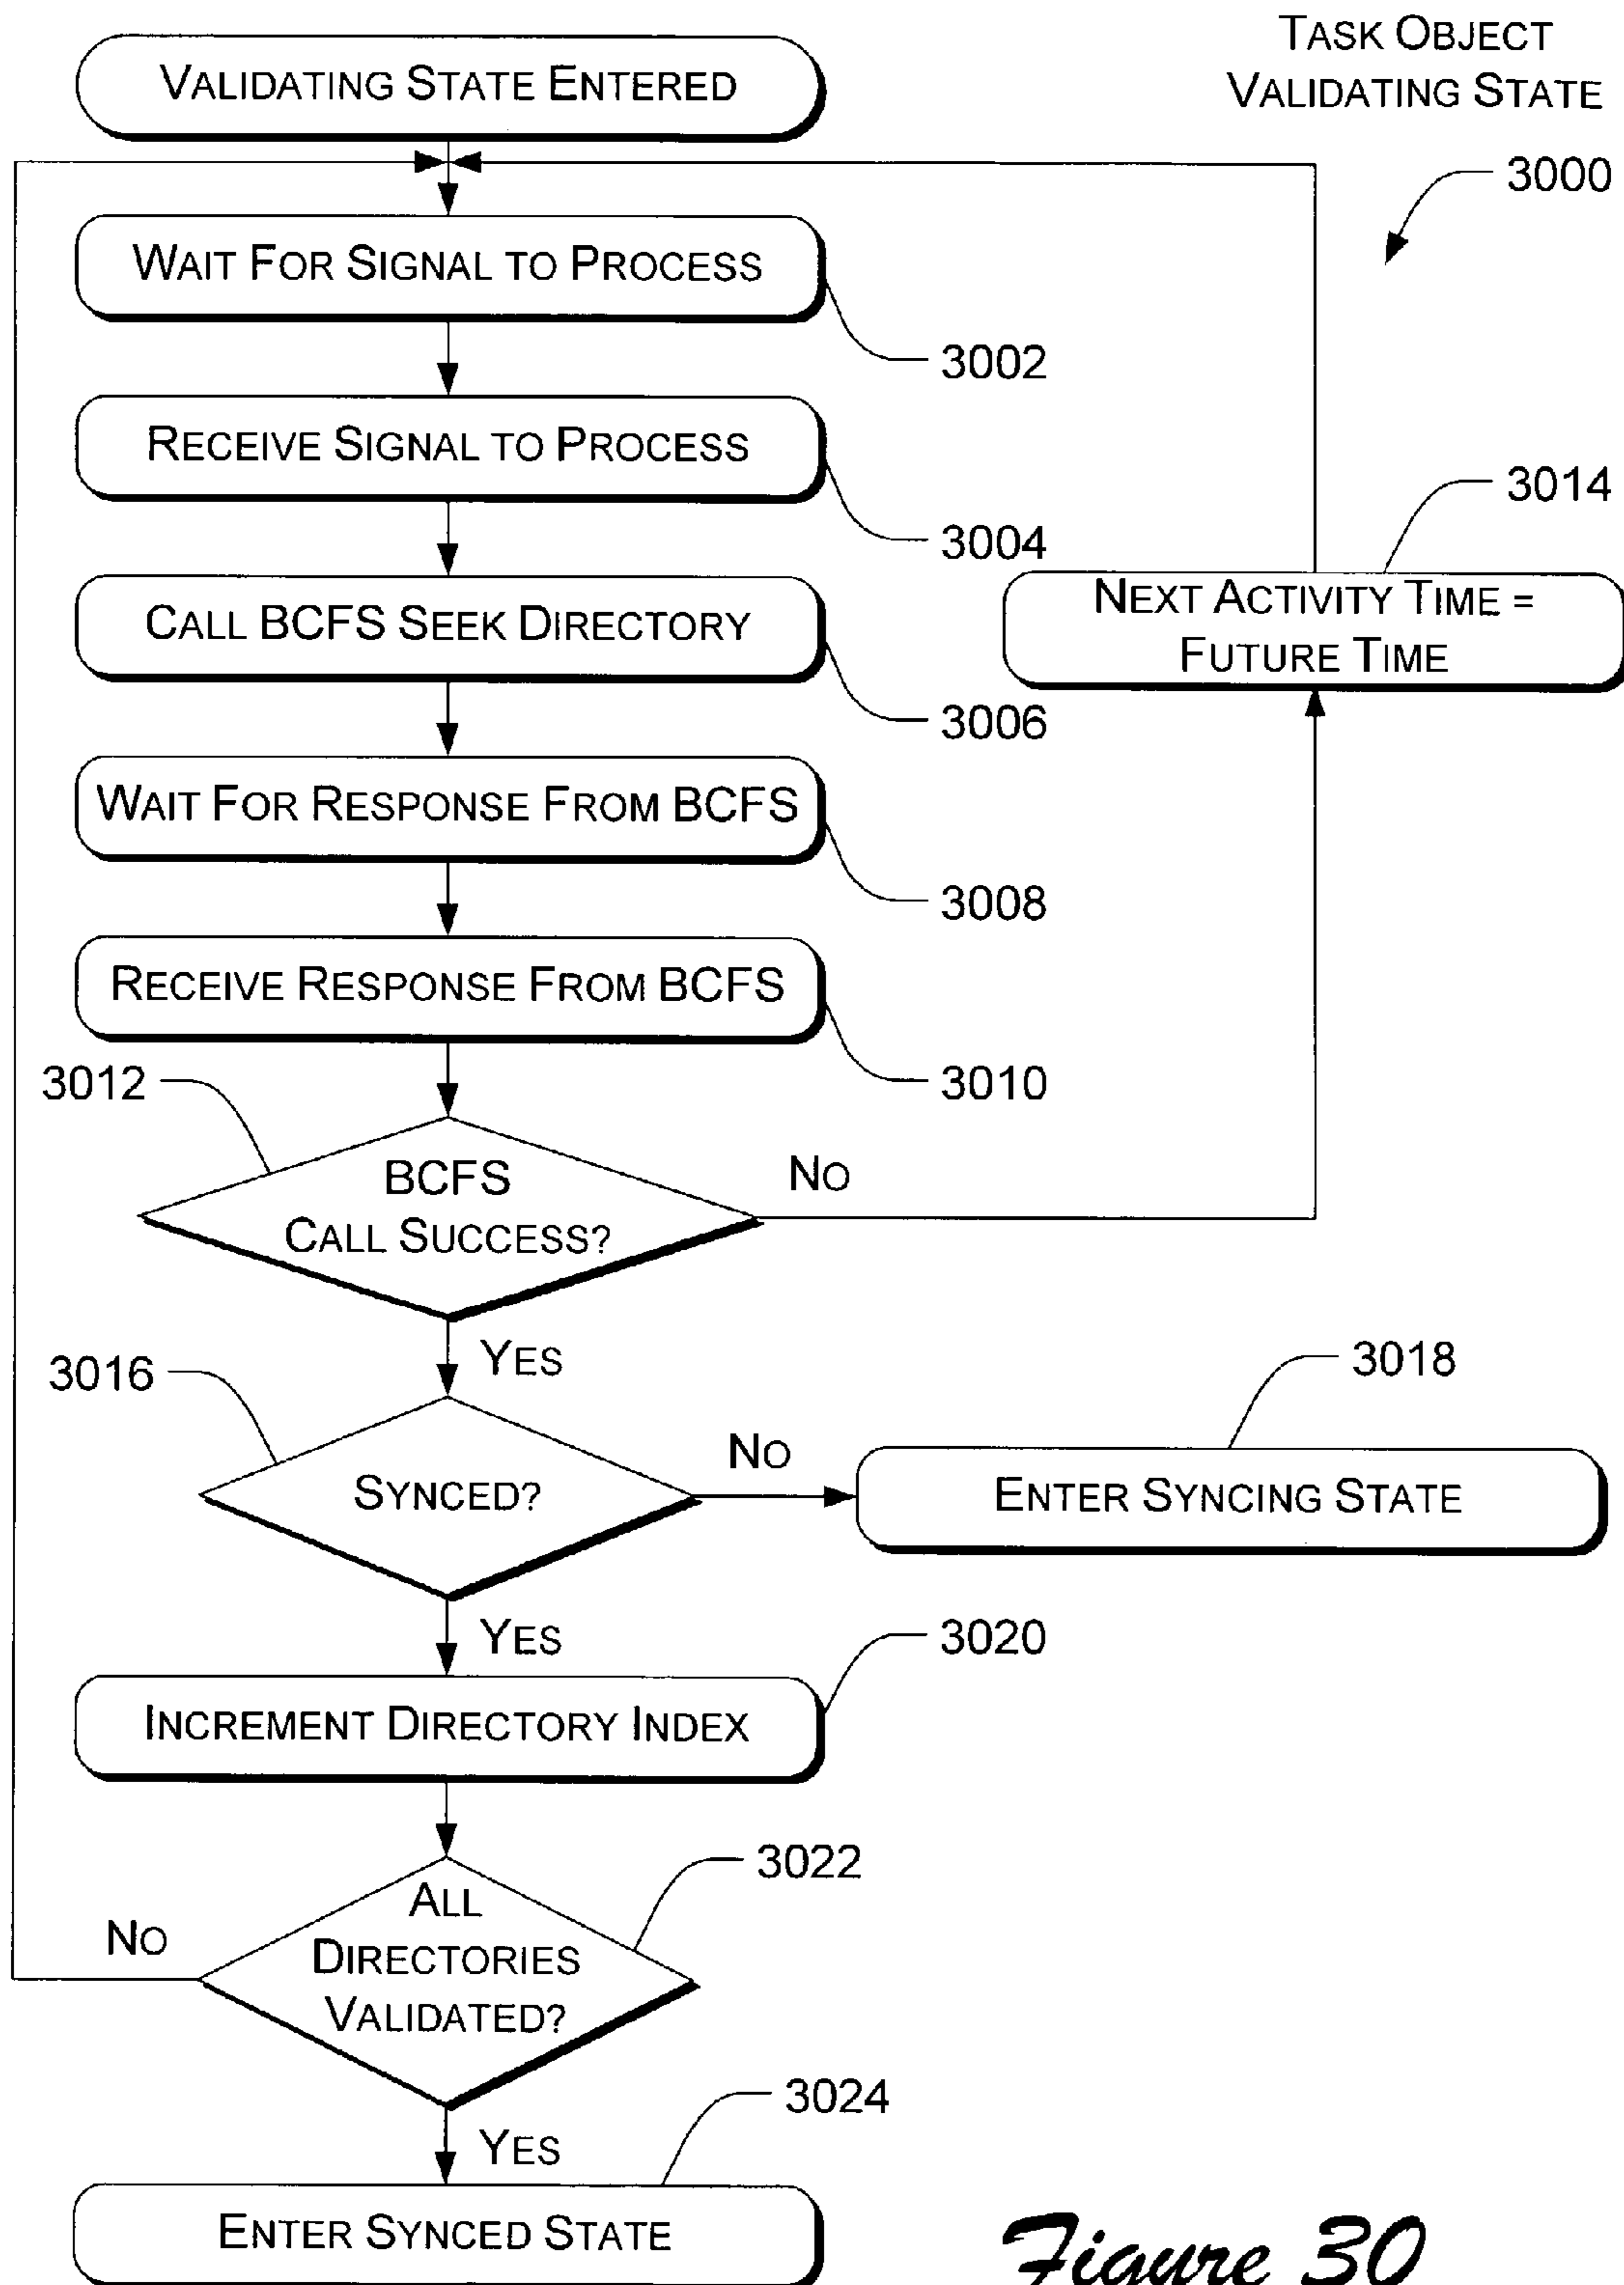 TASK OBJECT
VALIDATING STATE
VALIDATING STATE ENTERED
3000
WAIT FOR SIGNAL TO PROCESS
3002
RECEIVE SIGNAL TO PROCESS
3004
3014
NEXT ACTIVITY TIME =
FUTURE TIME
CALL BCFS SEEK DIRECTORY
3006
WAIT FOR RESPONSE FROM BCFS
3008
RECEIVE RESPONSE FROM BCFS
3010
3012
BCFS
CALL SUCCESS?
NO
YES
3016
SYNCED?
NO
3018
ENTER SYNCING STATE
YES
3020
INCREMENT DIRECTORY INDEX
3022
ALL
DIRECTORIES
VALIDATED?
NO
YES
3024
ENTER SYNCED STATE
Figure 30